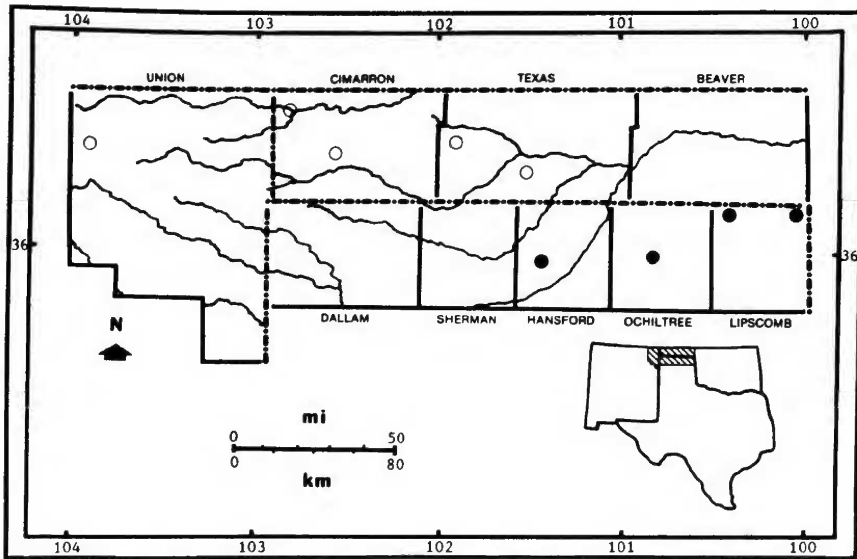 104 103 102 101 100
UNION CIMARRON TEXAS BEAVER
36 36
DALLAM SHERMAN HANSFORD OCHILTREE LIPSCOMB
N
mi
0 50
0 80
km
104 103 102 101 100